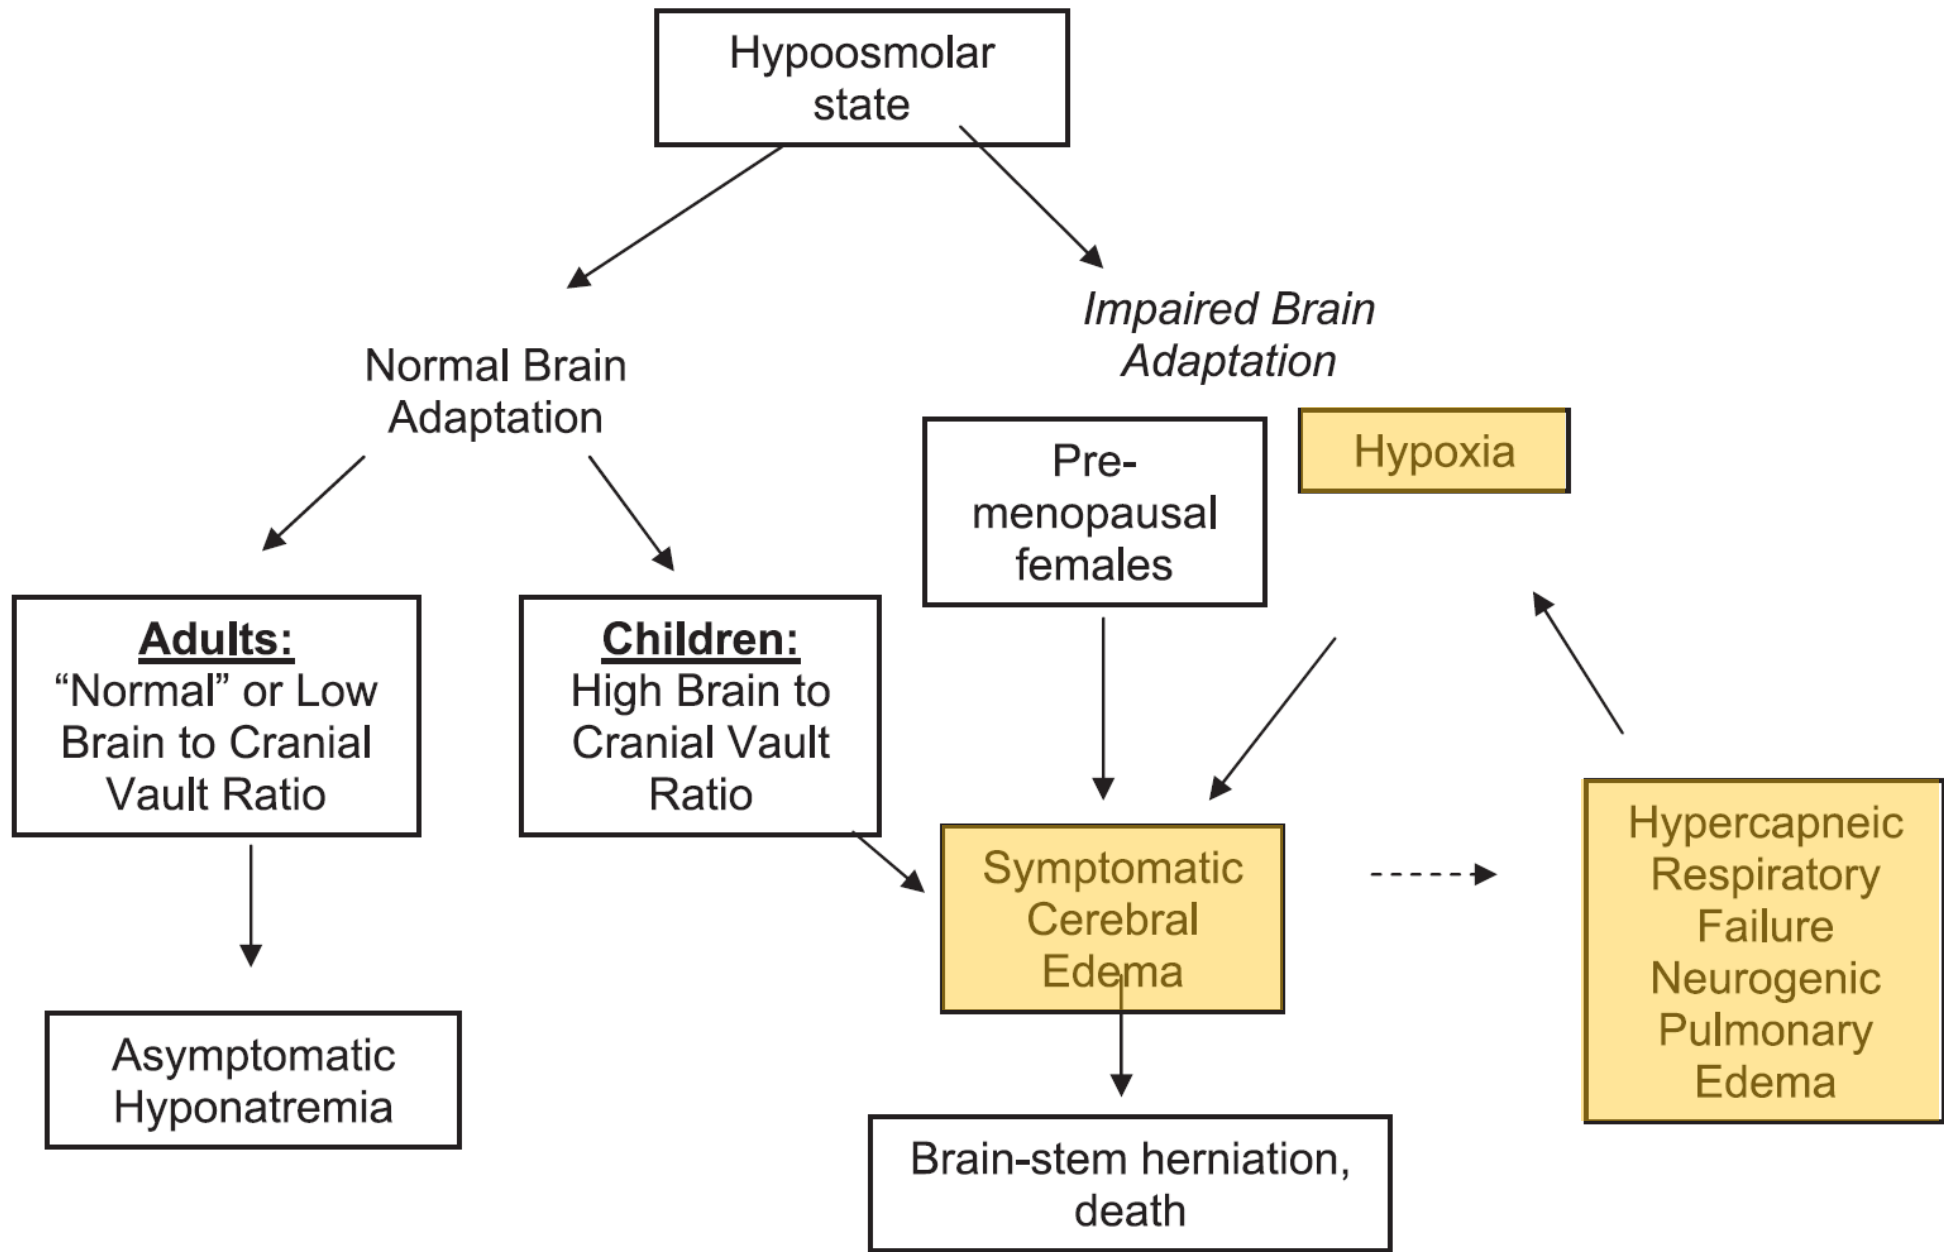 Hypoosmolar
state
Impaired Brain
Adaptation
Normal Brain
Adaptation
Pre-
menopausal
females
Hypoxia
Adults:
“Normal” or Low
Brain to Cranial
Vault Ratio
Children:
High Brain to
Cranial Vault
Ratio
Symptomatic
Cerebral
Edema
Hypercapneic
Respiratory
Failure
Neurogenic
Pulmonary
Edema
Asymptomatic
Hyponatremia
Brain-stem herniation,
death